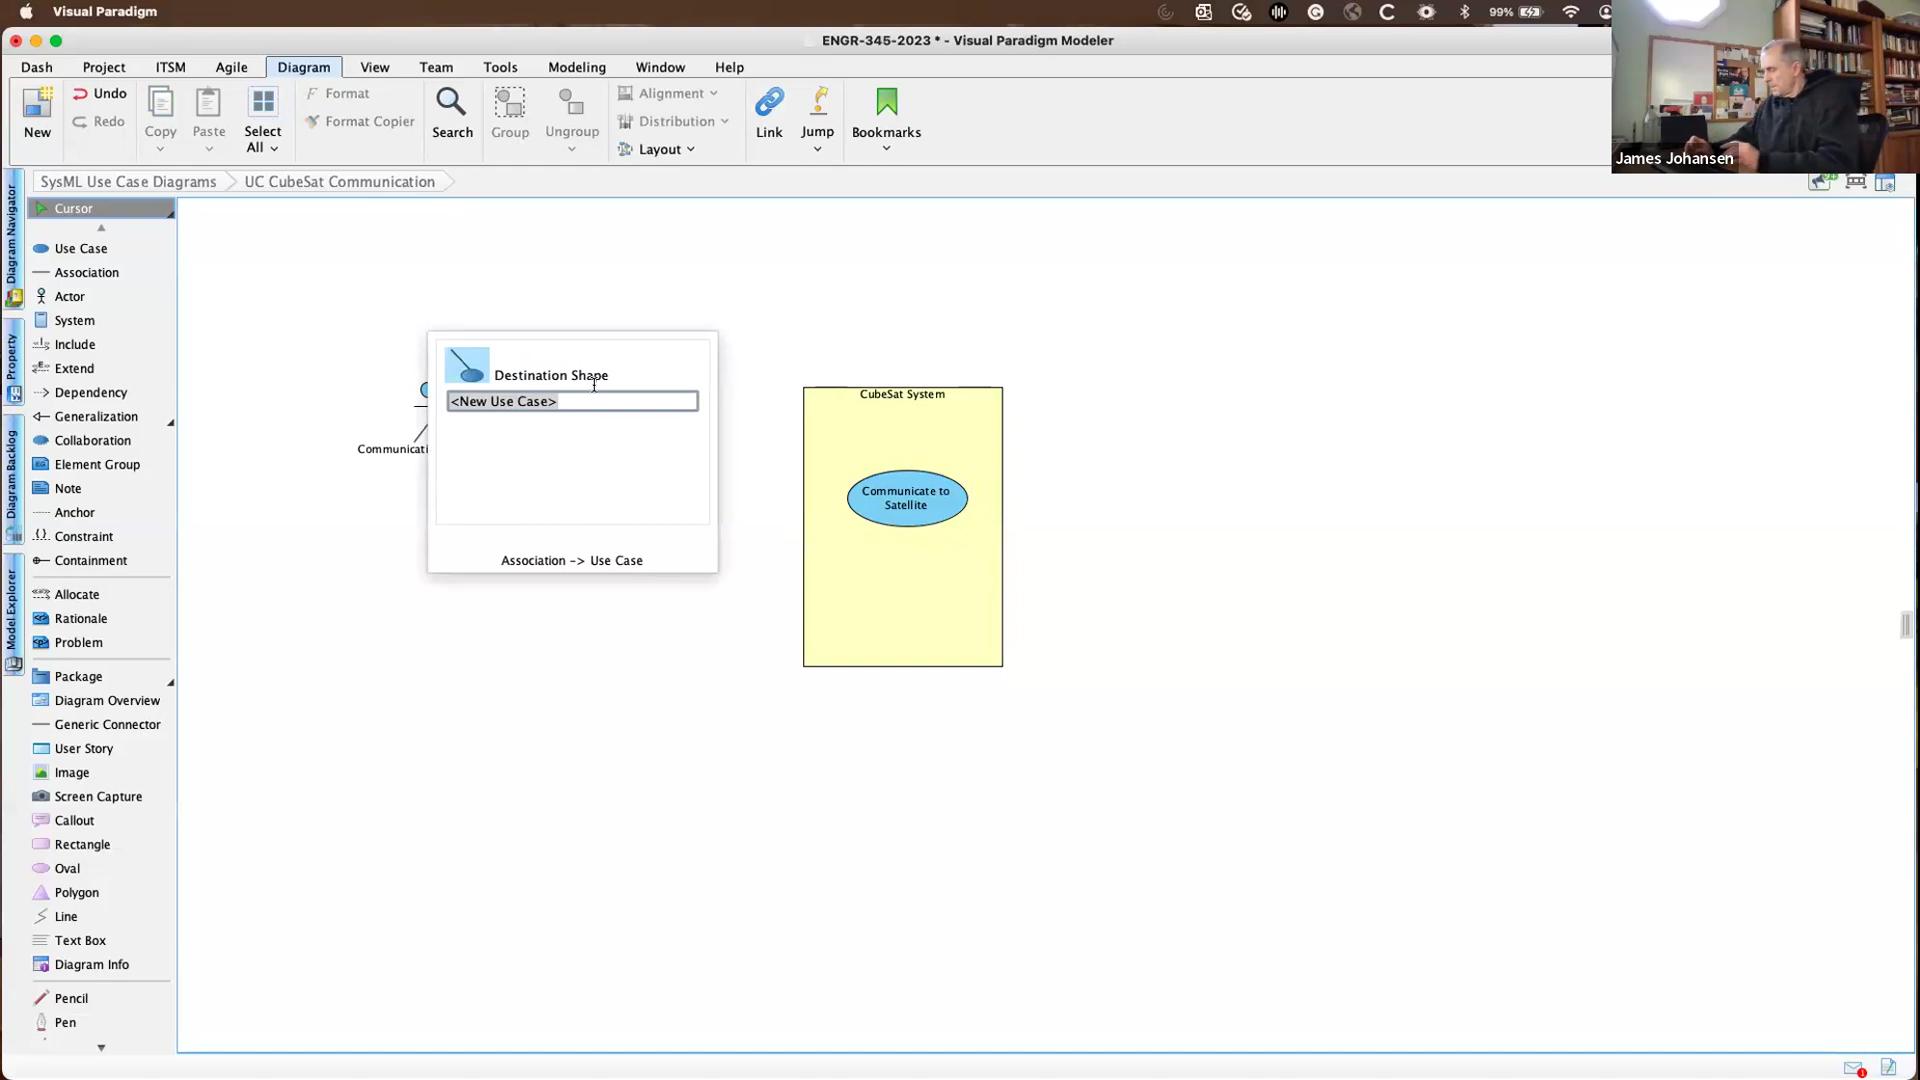 Visual Paradigm
99%
ENGR-345-2023 * - Visual Paradigm Modeler
Dash
Project
ITSM
Agile
Diagram
View
Team
Tools
Modeling
Window
Help
New
Undo
Redo
Copy
Paste
Select
All
Format
Format Copier
Search
Group
Ungroup
Alignment
Distribution
Layout
Link
Jump
Bookmarks
James Johansen
SysML Use Case Diagrams
UC CubeSat Communication
Diagram Navigator
Property
Diagram Backlog
Model Explorer
Cursor
Use Case
Association
Actor
System
Include
Extend
Dependency
Generalization
Collaboration
Element Group
Note
Anchor
Constraint
Containment
Allocate
Rationale
Problem
Package
Diagram Overview
Generic Connector
User Story
Image
Screen Capture
Callout
Rectangle
Oval
Polygon
Line
Text Box
Diagram Info
Pencil
Pen
Communicati
Destination Shape
<New Use Case>
Association -> Use Case
CubeSat System
Communicate to
Satellite